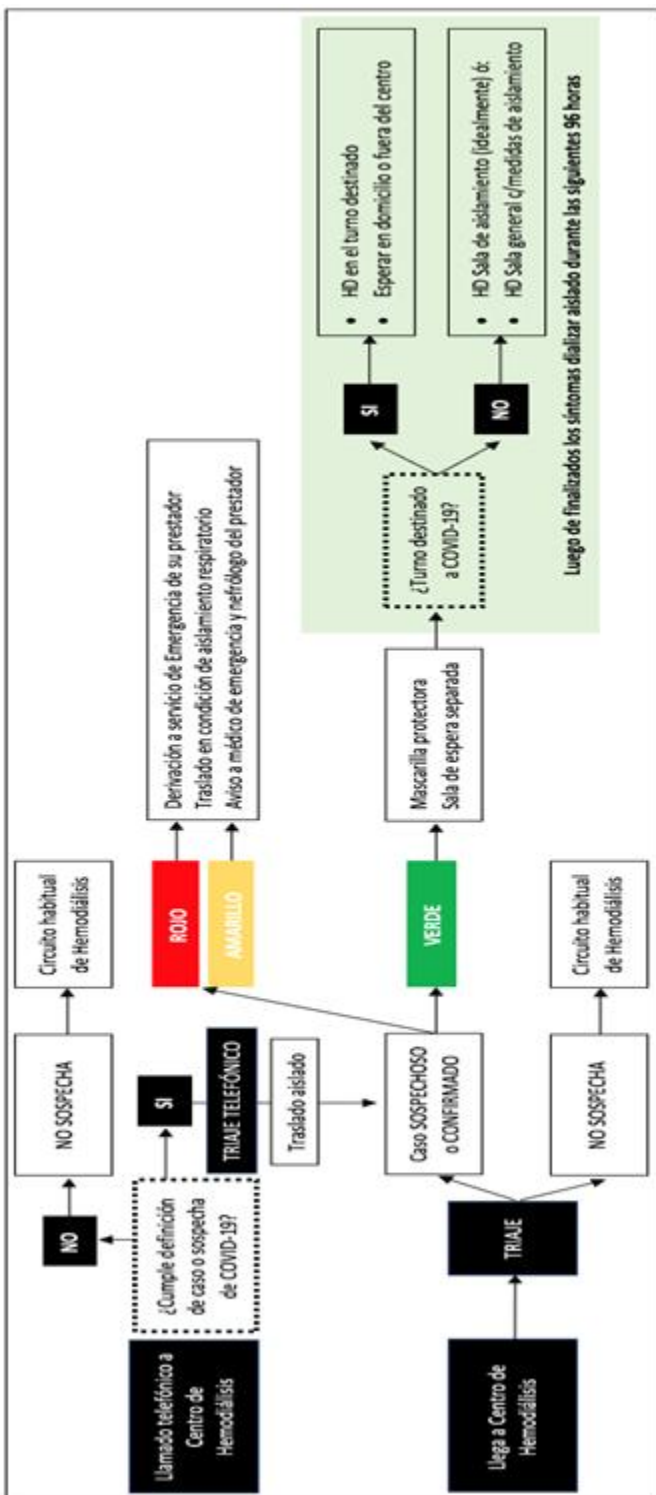 Llamado telefónico a
Centro de
Hemodiálisis
¿Cumple definición
de caso o sospecha
de COVID-19?
NO
NO SOSPECHA
Circuito habitual
de Hemodiálisis
SI
TRIAJE TELEFÓNICO
Traslado aislado
Llega a Centro de
Hemodiálisis
TRIAJE
Caso SOSPECHOSO
o CONFIRMADO
NO SOSPECHA
Circuito habitual
de Hemodiálisis
ROJO
AMARILLO
Derivación a servicio de Emergencia de su prestador
Traslado en condición de aislamiento respiratorio
Aviso a médico de emergencia y nefrólogo del prestador
VERDE
Mascarilla protectora
Sala de espera separada
¿Turno destinado
a COVID-19?
SI
• HD en el turno destinado
• Esperar en domicilio o fuera del centro
NO
• HD Sala de aislamiento (idealmente) ó:
• HD Sala general c/medidas de aislamiento
Luego de finalizados los síntomas dializar aislado durante las siguientes 96 horas